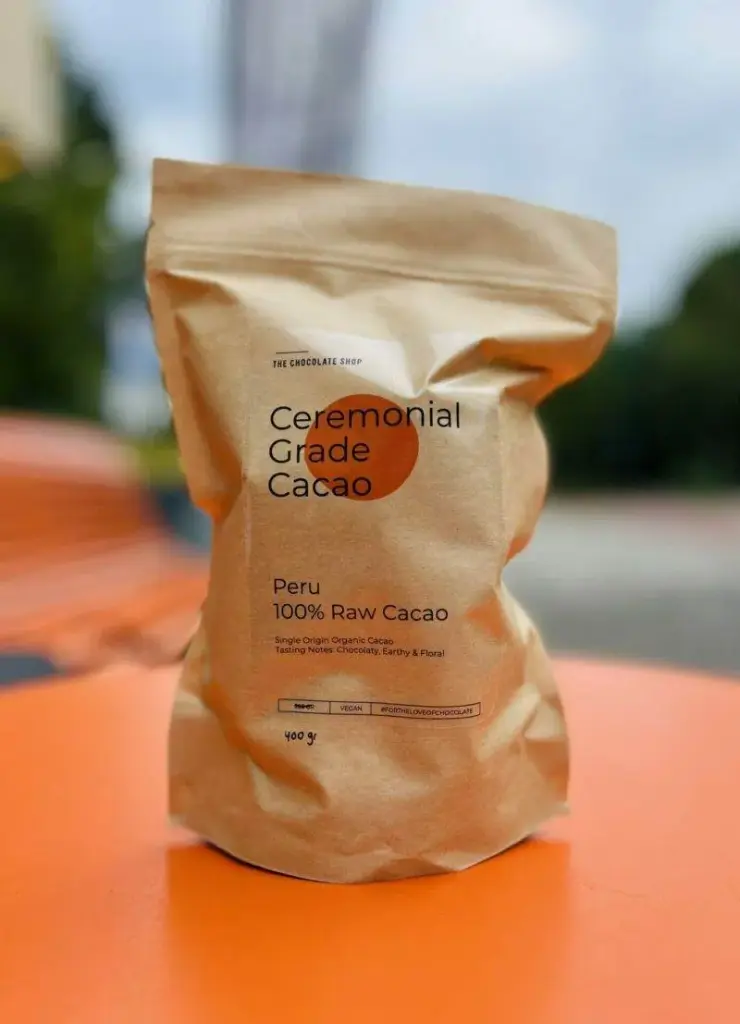 THE CHOCOLATE SHOP
Ceremonial
Grade
Cacao
Peru
100% Raw Cacao
Single Origin Organic Cacao
Tasting Notes: Chocolaty, Earthy & Floral
VEGAN #FORTHELOVEOFCHOCOLATE
400 gr